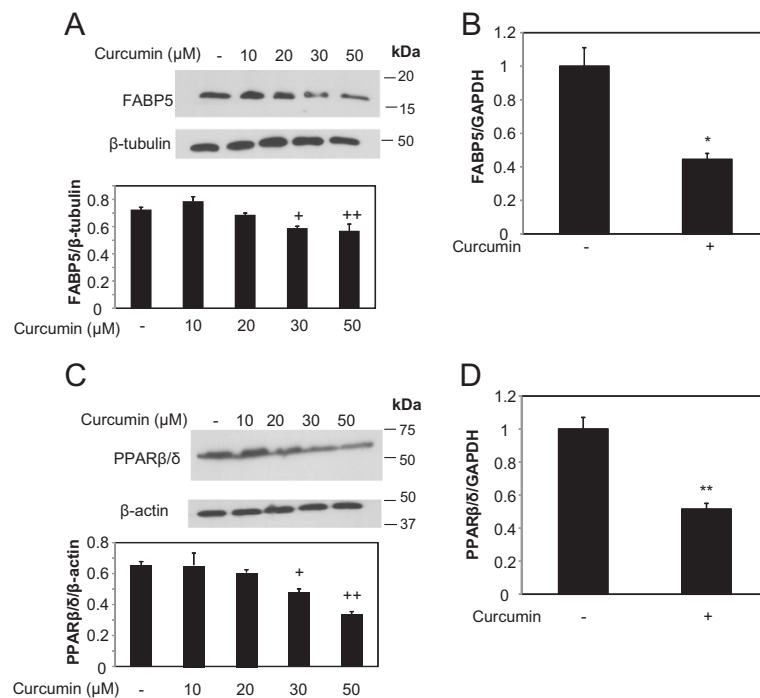 A
Curcumin (μM) - 10 20 30 50 kDa
20
FABP5
15
β-tubulin
50
FABP5/β-tubulin
0.8
0.6
0.4
0.2
0
+ ++
Curcumin (μM) - 10 20 30 50
B
FABP5/GAPDH
1.2
1
0.8
0.6
0.4
0.2
0
*
Curcumin - +
C
kDa
Curcumin (μM) - 10 20 30 50
75
PPARβ/δ
50
50
β-actin
37
PPARβ/δ/β-actin
0.8
0.6
0.4
0.2
0
+ ++
Curcumin (μM) - 10 20 30 50
D
PPARβ/δ/GAPDH
1.2
1
0.8
0.6
0.4
0.2
0
**
Curcumin - +